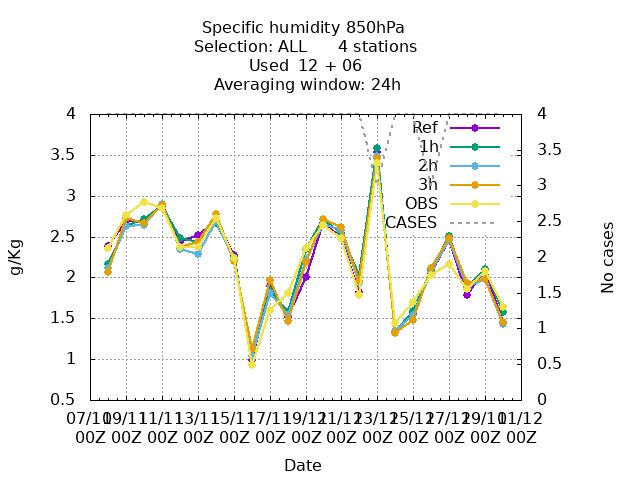 Specific humidity 850hPa
Selection: ALL 4 stations
Used 12 + 06
Averaging window: 24h
4
3.5
3
2.5
2
1.5
1
0.5
g/Kg
4
3.5
3
2.5
2
1.5
1
0.5
0
No cases
Ref
1h
2h
3h
OBS
CASES
07/11 09/11 11/11 13/11 15/11 17/11 19/11 21/11 23/11 25/11 27/11 29/11 01/12
00Z 00Z 00Z 00Z 00Z 00Z 00Z 00Z 00Z 00Z 00Z 00Z 00Z
Date